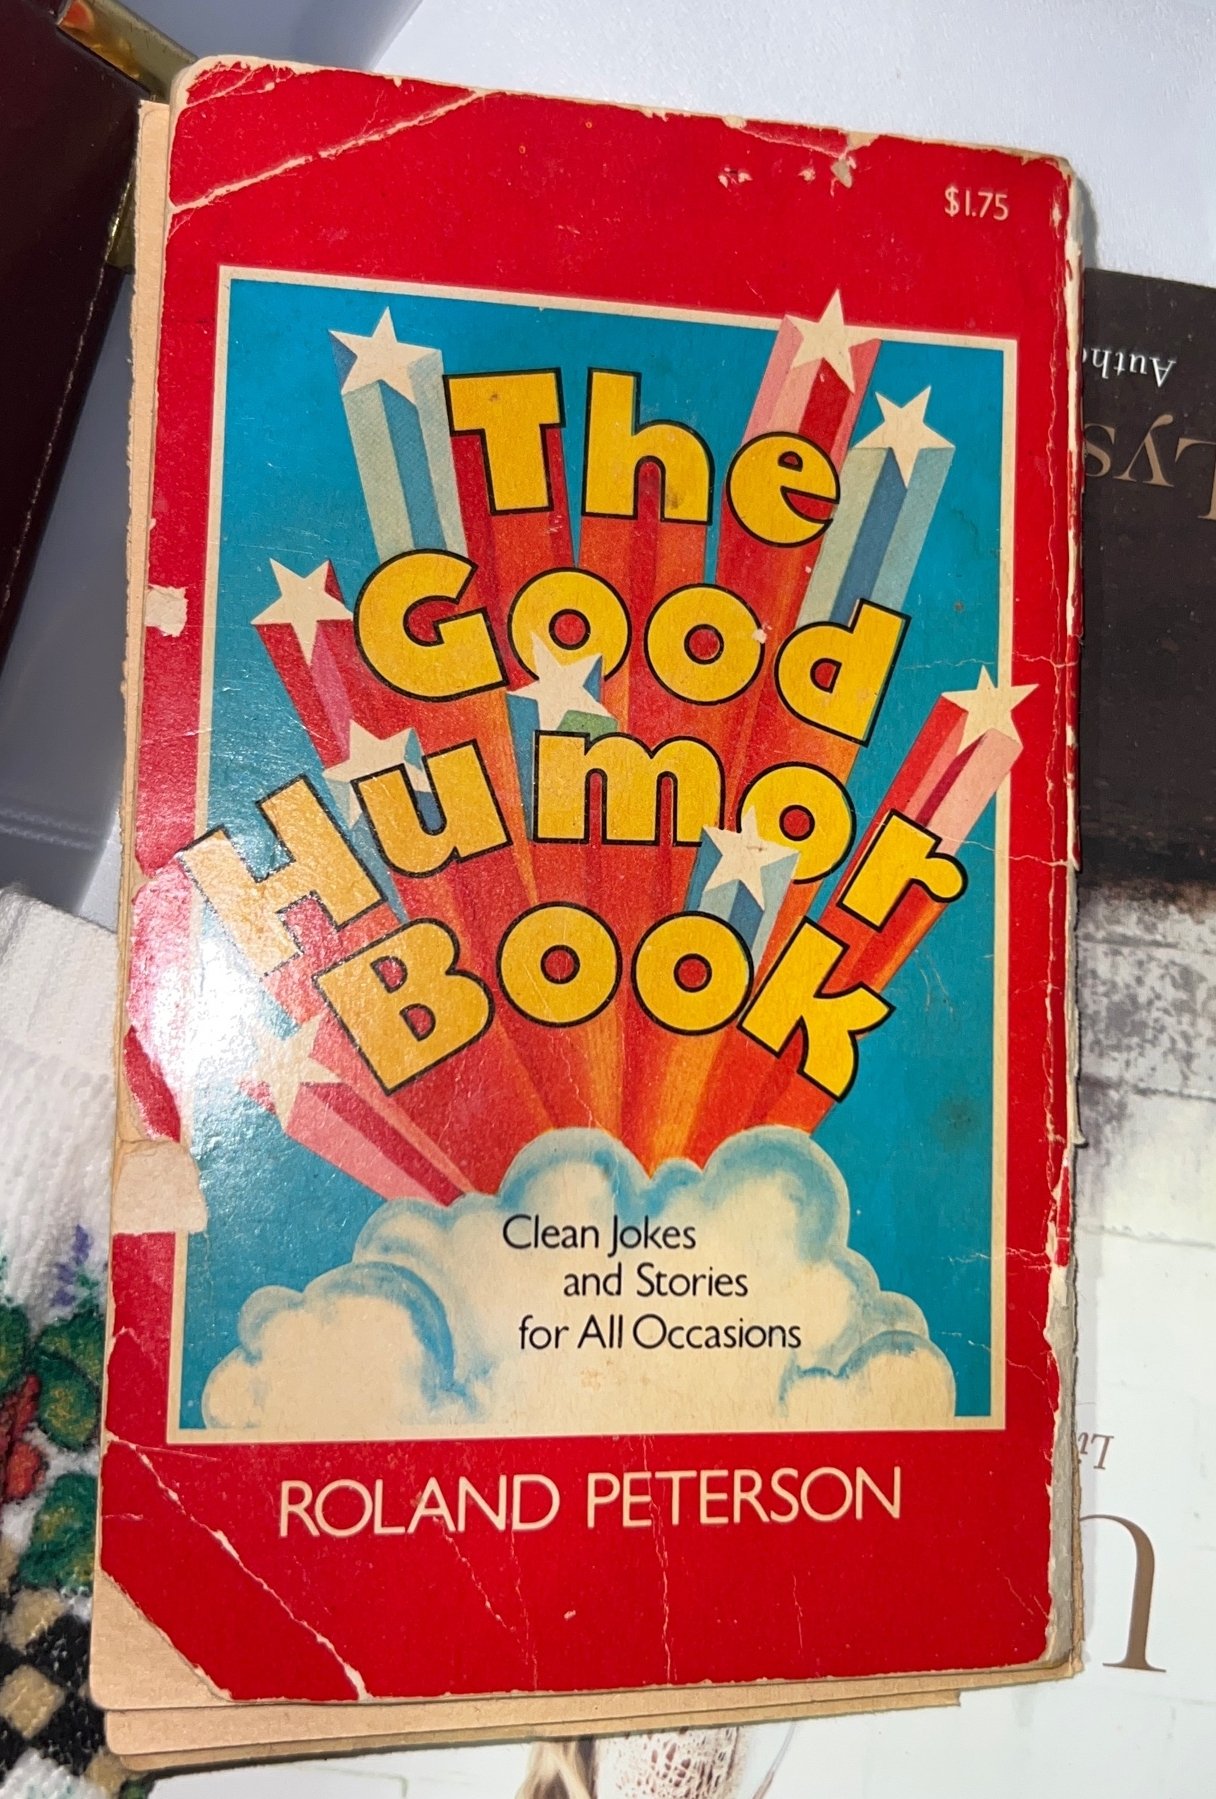 $1.75
The
Good
Humor
Book
Clean Jokes
and Stories
for All Occasions
ROLAND PETERSON